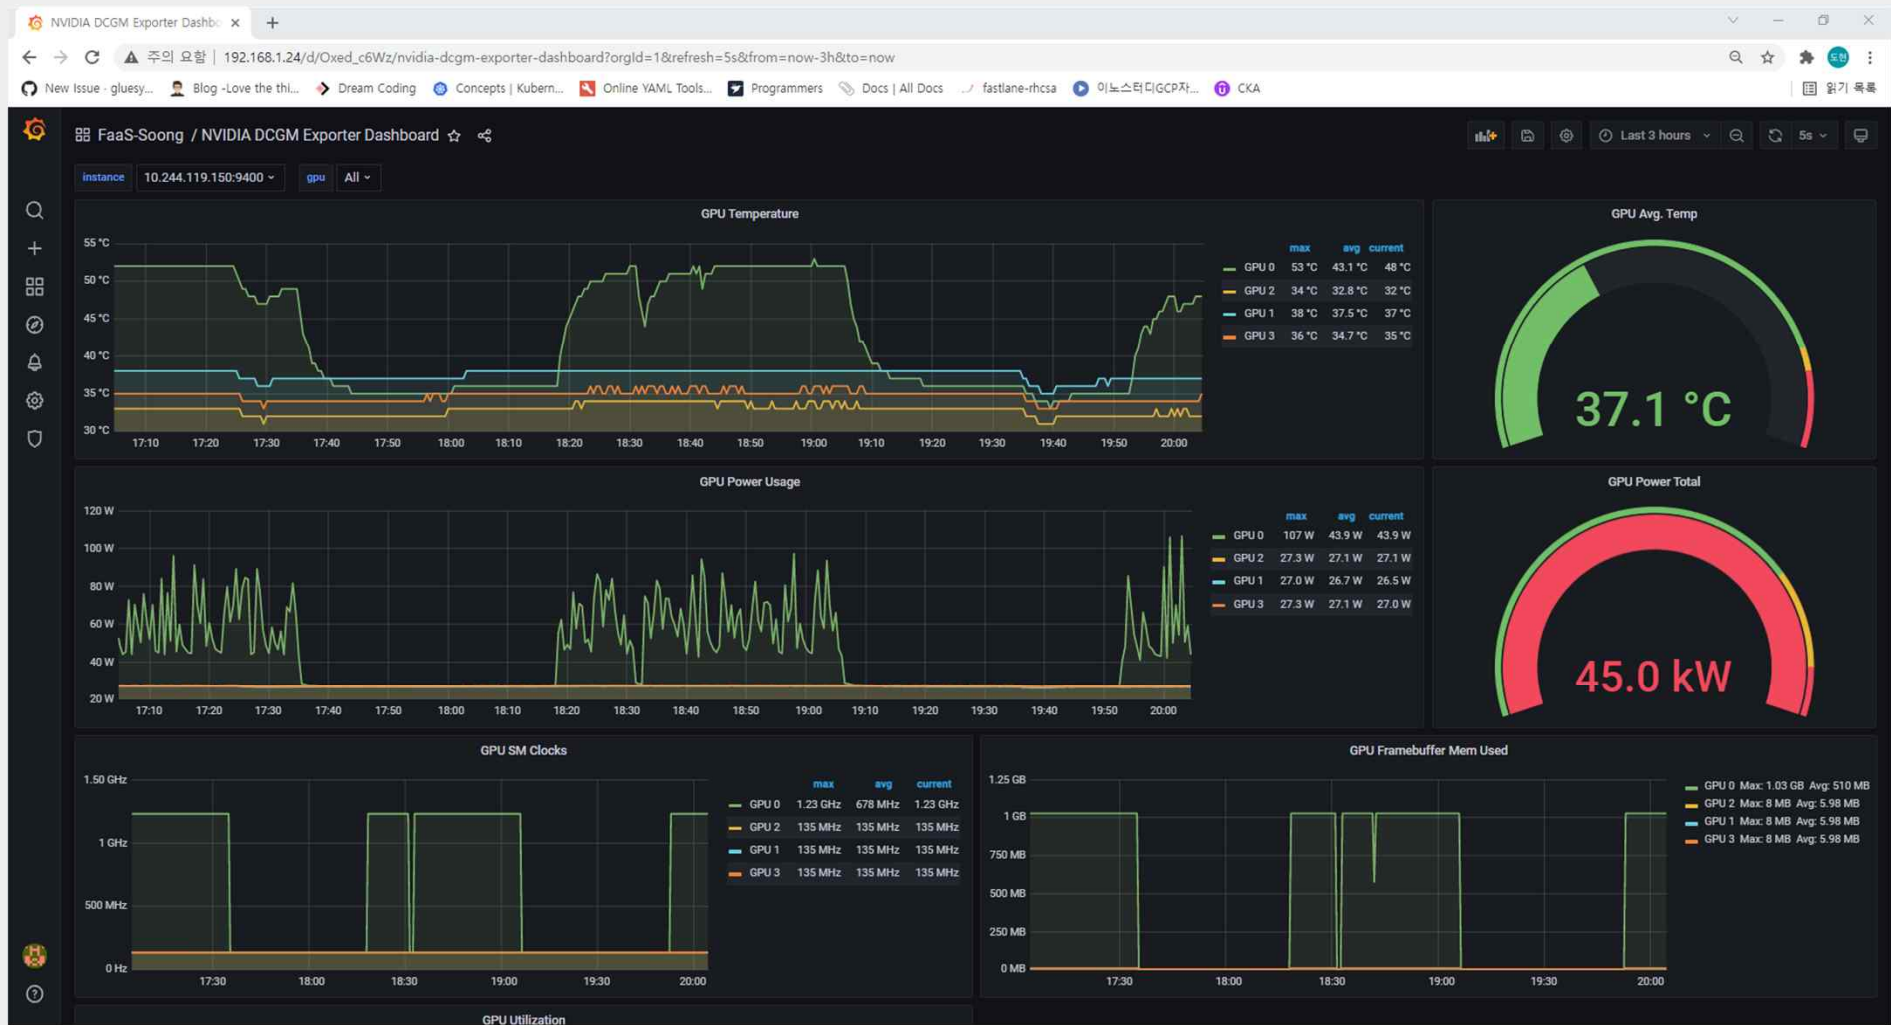 NVIDIA DCGM Exporter Dashbo
주의 요함 | 192.168.1.24/d/Oxed_c6Wz/nvidia-dcgm-exporter-dashboard?orgId=1&refresh=5s&from=now-3h&to=now
도현
New Issue · gluesy... Blog -Love the thi... Dream Coding Concepts | Kubern... Online YAML Tools... Programmers Docs | All Docs fastlane-rhcsa 이노스터디GCP자... CKA 읽기 목록
FaaS-Soong / NVIDIA DCGM Exporter Dashboard Last 3 hours 5s
instance 10.244.119.150:9400 gpu All
GPU Temperature
55 °C
50 °C
45 °C
40 °C
35 °C
30 °C
17:10 17:20 17:30 17:40 17:50 18:00 18:10 18:20 18:30 18:40 18:50 19:00 19:10 19:20 19:30 19:40 19:50 20:00
max avg current
GPU 0 53 °C 43.1 °C 48 °C
GPU 2 34 °C 32.8 °C 32 °C
GPU 1 38 °C 37.5 °C 37 °C
GPU 3 36 °C 34.7 °C 35 °C
GPU Avg. Temp
37.1 °C
GPU Power Usage
120 W
100 W
80 W
60 W
40 W
20 W
17:10 17:20 17:30 17:40 17:50 18:00 18:10 18:20 18:30 18:40 18:50 19:00 19:10 19:20 19:30 19:40 19:50 20:00
max avg current
GPU 0 107 W 43.9 W 43.9 W
GPU 2 27.3 W 27.1 W 27.1 W
GPU 1 27.0 W 26.7 W 26.5 W
GPU 3 27.3 W 27.1 W 27.0 W
GPU Power Total
45.0 kW
GPU SM Clocks
1.50 GHz
1 GHz
500 MHz
0 Hz
17:30 18:00 18:30 19:00 19:30 20:00
max avg current
GPU 0 1.23 GHz 678 MHz 1.23 GHz
GPU 2 135 MHz 135 MHz 135 MHz
GPU 1 135 MHz 135 MHz 135 MHz
GPU 3 135 MHz 135 MHz 135 MHz
GPU Framebuffer Mem Used
1.25 GB
1 GB
750 MB
500 MB
250 MB
0 MB
17:30 18:00 18:30 19:00 19:30 20:00
GPU 0 Max: 1.03 GB Avg: 510 MB
GPU 2 Max: 8 MB Avg: 5.98 MB
GPU 1 Max: 8 MB Avg: 5.98 MB
GPU 3 Max: 8 MB Avg: 5.98 MB
GPU Utilization